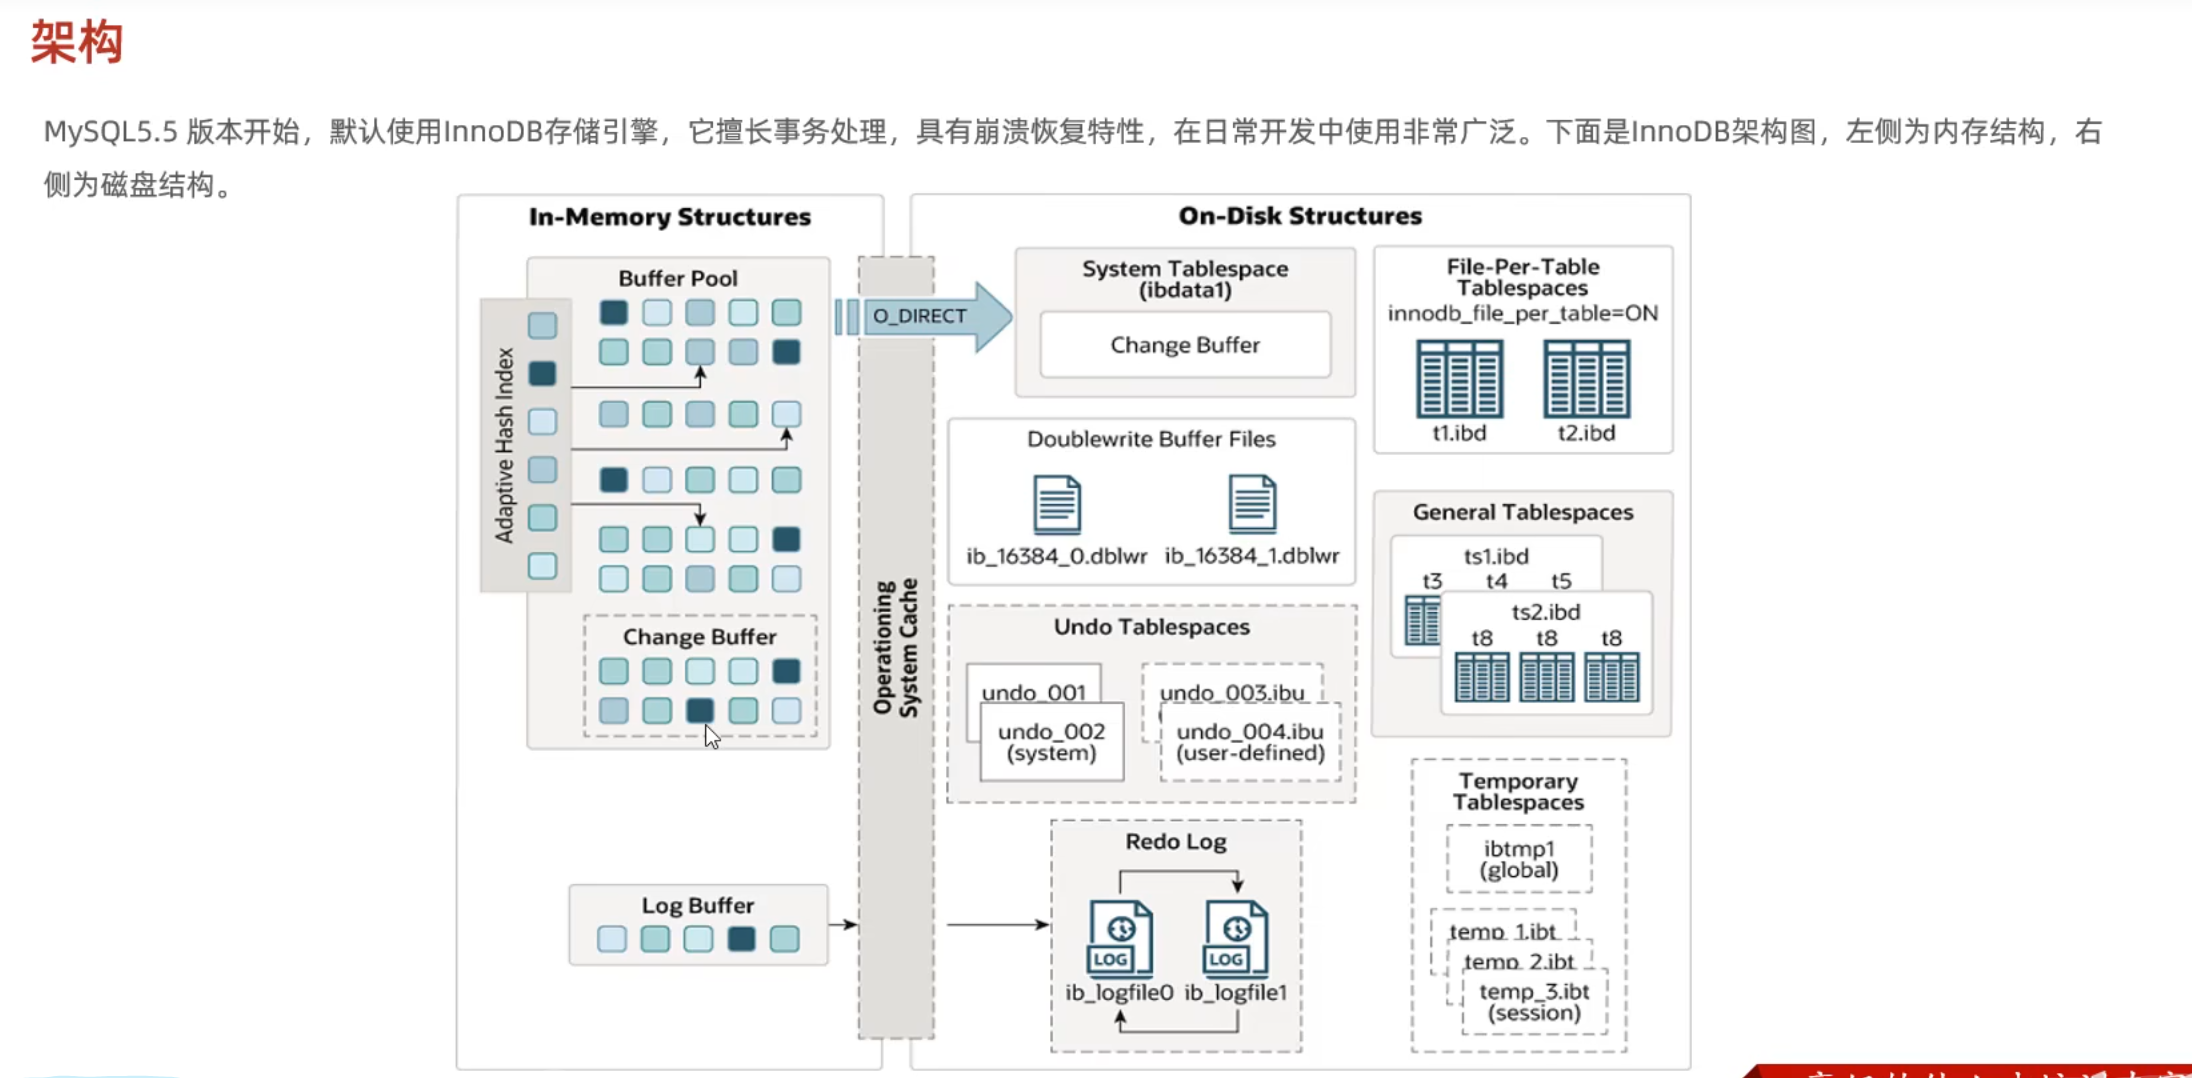 架构
MySQL5.5 版本开始，默认使用InnoDB存储引擎，它擅长事务处理，具有崩溃恢复特性，在日常开发中使用非常广泛。下面是InnoDB架构图，左侧为内存结构，右
侧为磁盘结构。
In-Memory Structures
Buffer Pool
Adaptive Hash Index
Change Buffer
Log Buffer
Operationing
System Cache
O_DIRECT
On-Disk Structures
System Tablespace
(ibdata1)
Change Buffer
Doublewrite Buffer Files
ib_16384_0.dblwr ib_16384_1.dblwr
Undo Tablespaces
undo_001
undo_002
(system)
undo_003.ibu
undo_004.ibu
(user-defined)
Redo Log
LOG LOG
ib_logfile0 ib_logfile1
File-Per-Table
Tablespaces
innodb_file_per_table=ON
t1.ibd t2.ibd
General Tablespaces
ts1.ibd
t3 t4 t5
ts2.ibd
t8 t8 t8
Temporary
Tablespaces
ibtmp1
(global)
temp_1.ibt
temp_2.ibt
temp_3.ibt
(session)